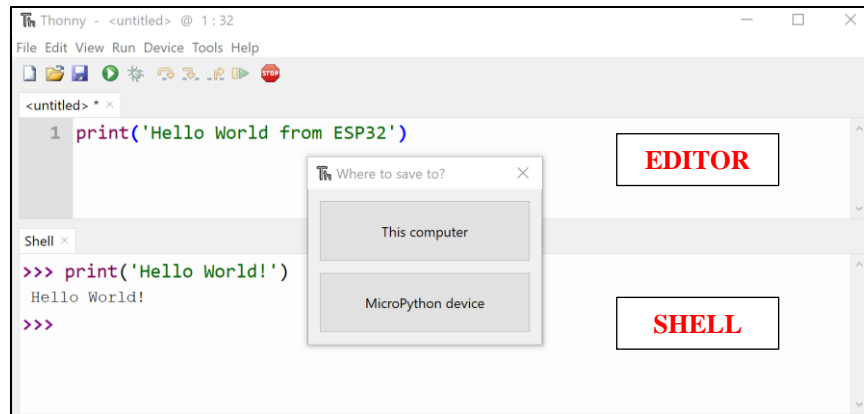 Thonny - <untitled> @ 1:32
File Edit View Run Device Tools Help
STOP
<untitled> *
1 print('Hello World from ESP32')
EDITOR
Where to save to?
This computer
MicroPython device
Shell
>>> print('Hello World!')
Hello World!
>>>
SHELL